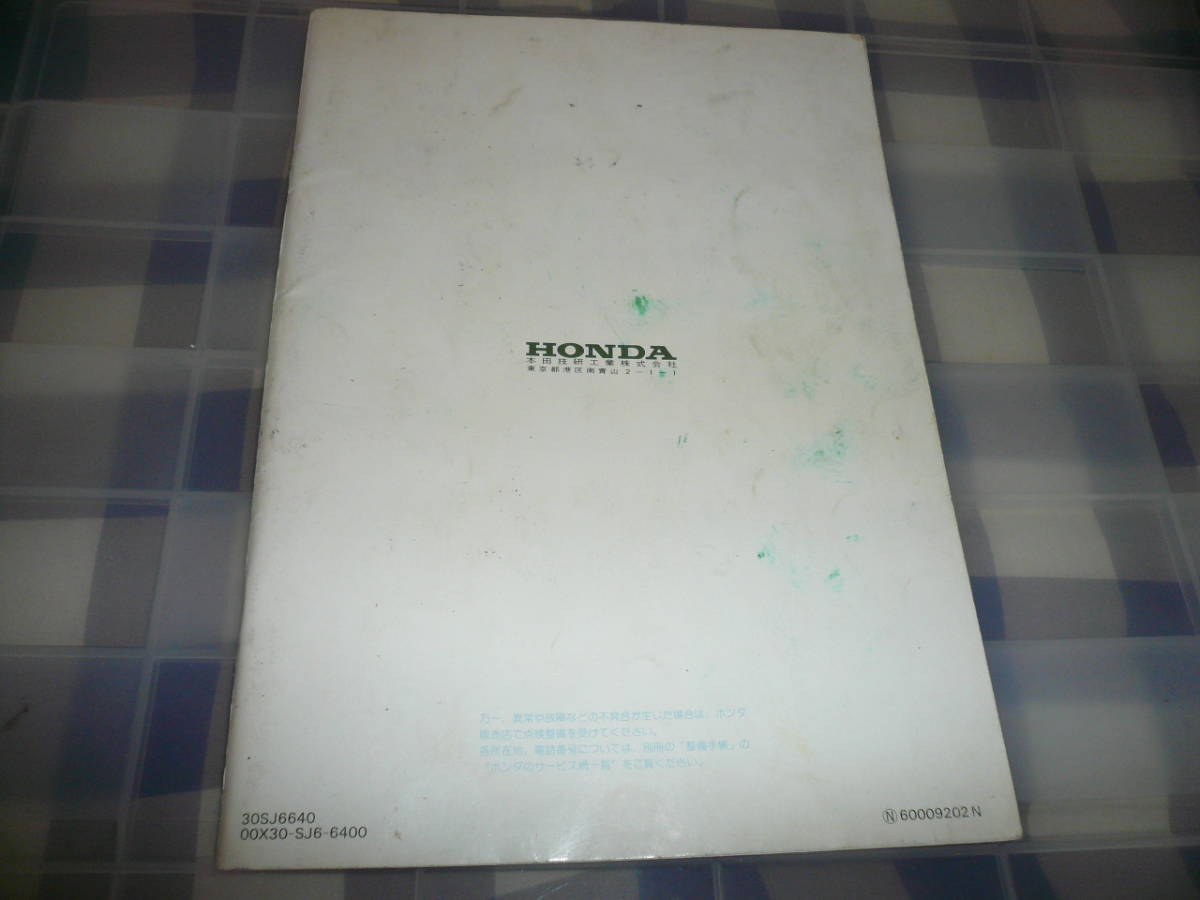 HONDA
本田技研工業株式会社
東京都港区南青山2-1-1
万一、異常や故障などの不具合が生じた場合は、ホンダ
販売店で点検整備を受けてください。
各所在地、電話番号については、別冊の「整備手帳」の
"ホンダのサービス網一覧"をご覧ください。
30SJ6640
00X30-SJ6-6400
Ⓝ60009202N